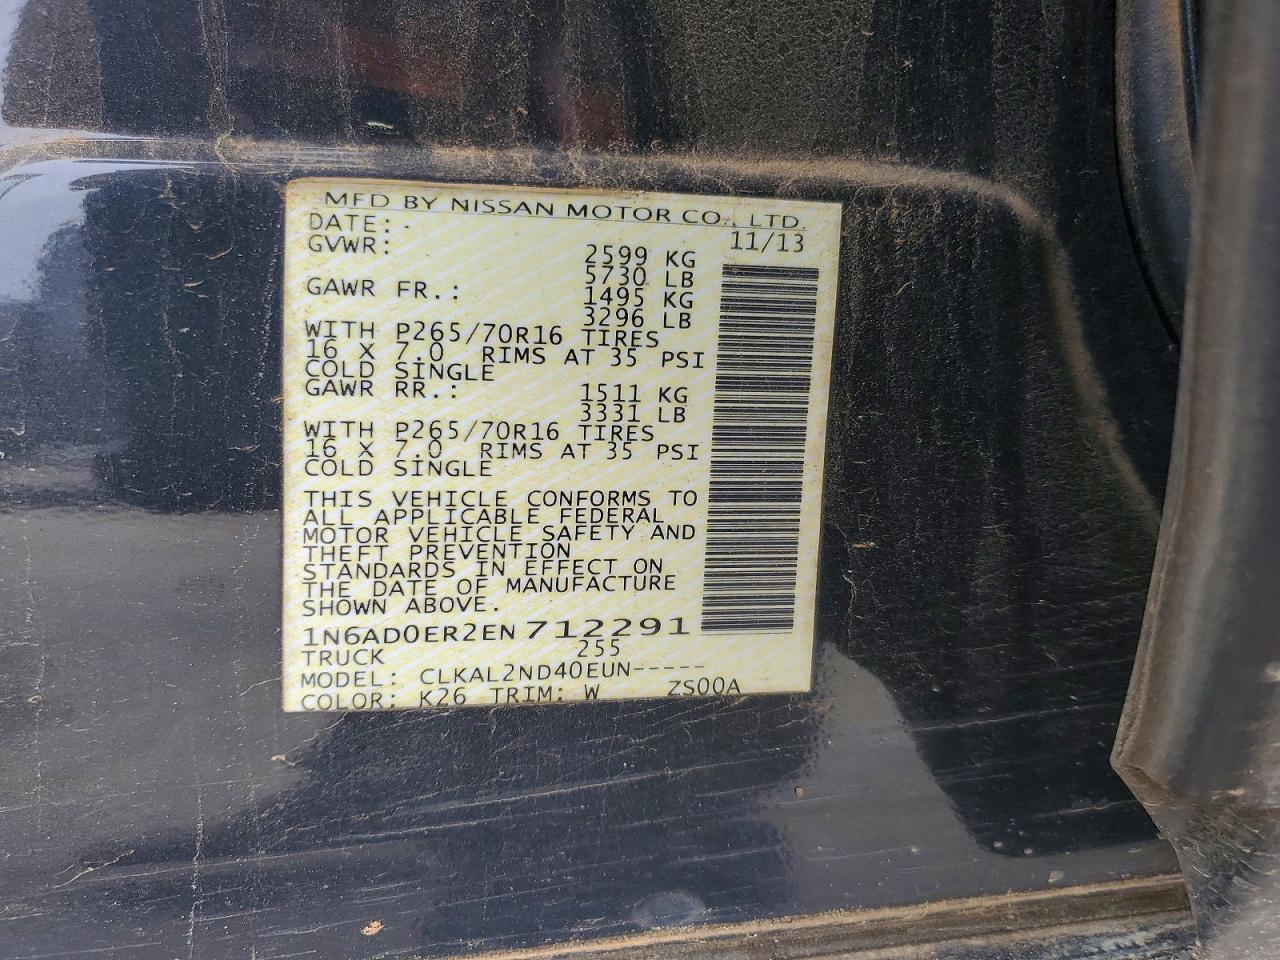 MFD BY NISSAN MOTOR CO., LTD.
DATE: 11/13
GVWR: 2599 KG
5730 LB
GAWR FR.: 1495 KG
3296 LB
WITH P265/70R16 TIRES
16 X 7.0 RIMS AT 35 PSI
COLD SINGLE
GAWR RR.: 1511 KG
3331 LB
WITH P265/70R16 TIRES
16 X 7.0 RIMS AT 35 PSI
COLD SINGLE
THIS VEHICLE CONFORMS TO
ALL APPLICABLE FEDERAL
MOTOR VEHICLE SAFETY AND
THEFT PREVENTION
STANDARDS IN EFFECT ON
THE DATE OF MANUFACTURE
SHOWN ABOVE.
1N6AD0ER2EN712291
TRUCK 255
MODEL: CLKAL2ND40EUN-----
COLOR: K26 TRIM: W ZS00A